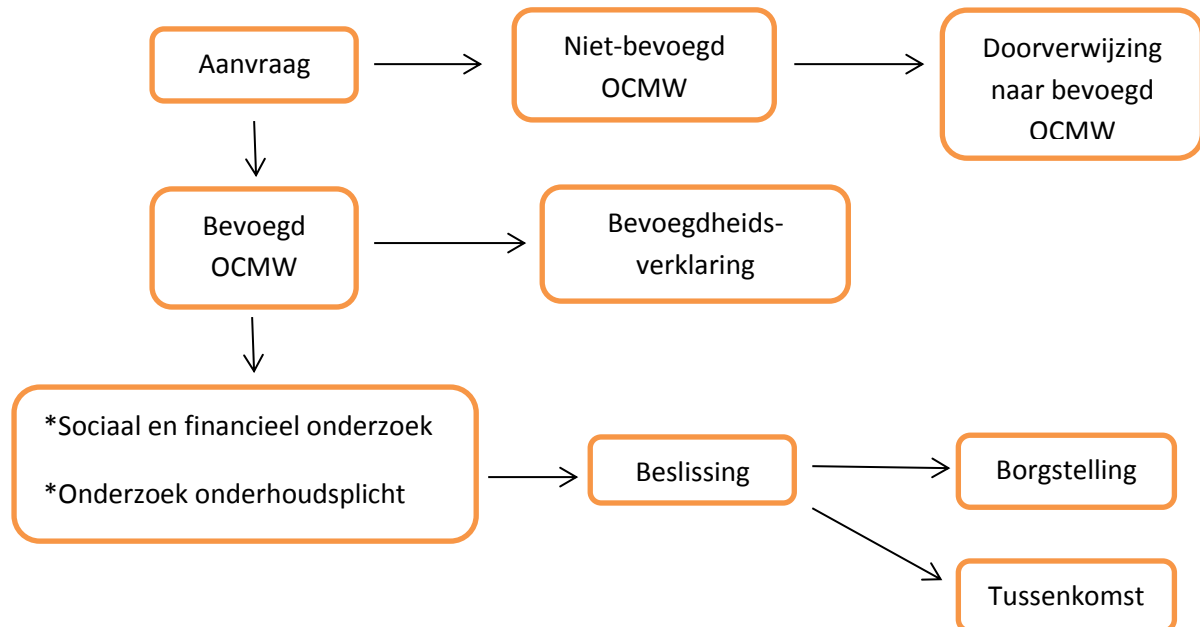 Aanvraag
Niet-bevoegd
OCMW
Doorverwijzing
naar bevoegd
OCMW
Bevoegd
OCMW
Bevoegdheids-
verklaring
*Sociaal en financieel onderzoek
*Onderzoek onderhoudsplicht
Beslissing
Borgstelling
Tussenkomst